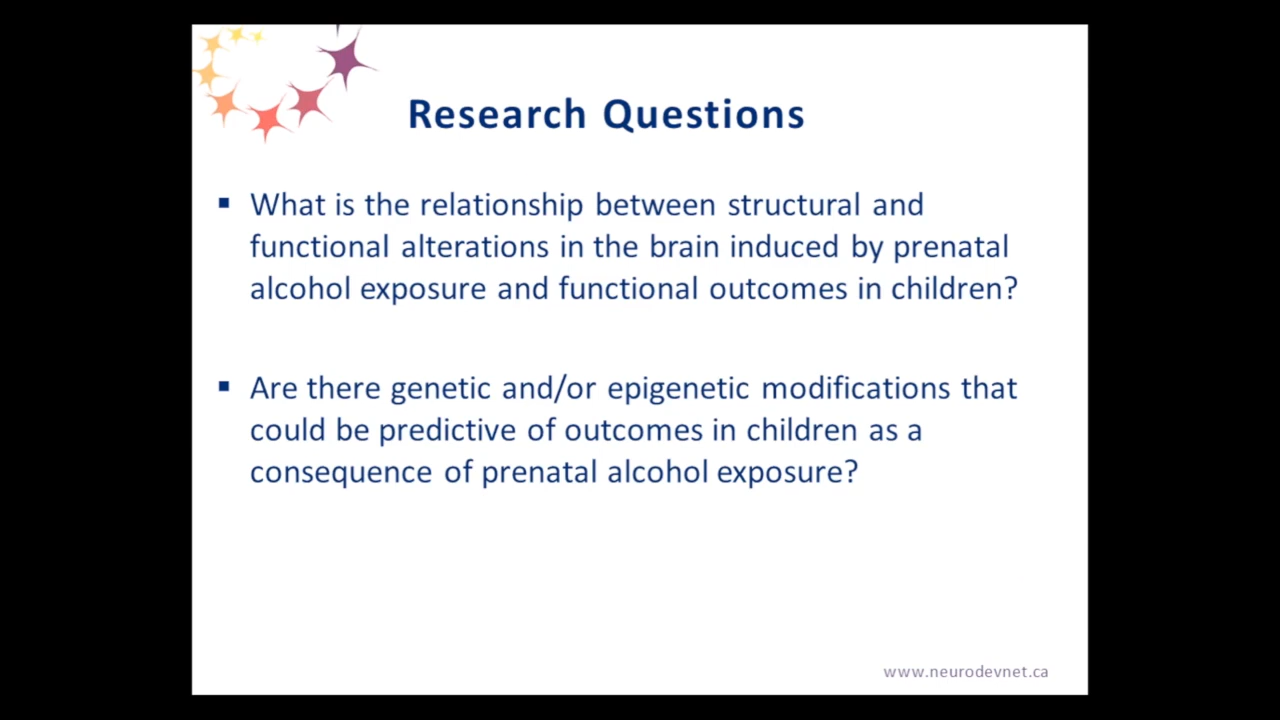 Research Questions
▪ What is the relationship between structural and
functional alterations in the brain induced by prenatal
alcohol exposure and functional outcomes in children?
▪ Are there genetic and/or epigenetic modifications that
could be predictive of outcomes in children as a
consequence of prenatal alcohol exposure?
www.neurodevnet.ca